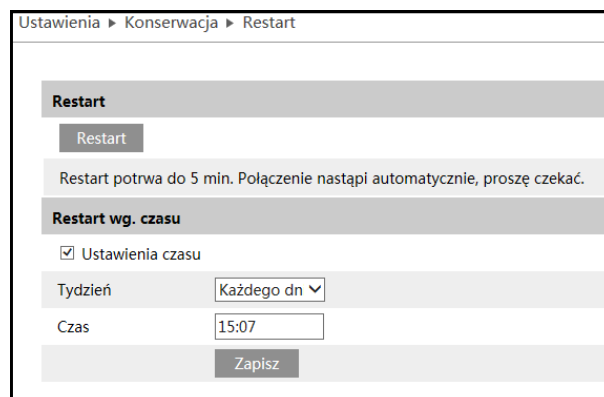 Ustawienia ▶ Konserwacja ▶ Restart
Restart
Restart
Restart potrwa do 5 min. Połączenie nastąpi automatycznie, proszę czekać.
Restart wg. czasu
Ustawienia czasu
Tydzień Każdego dn
Czas 15:07
Zapisz